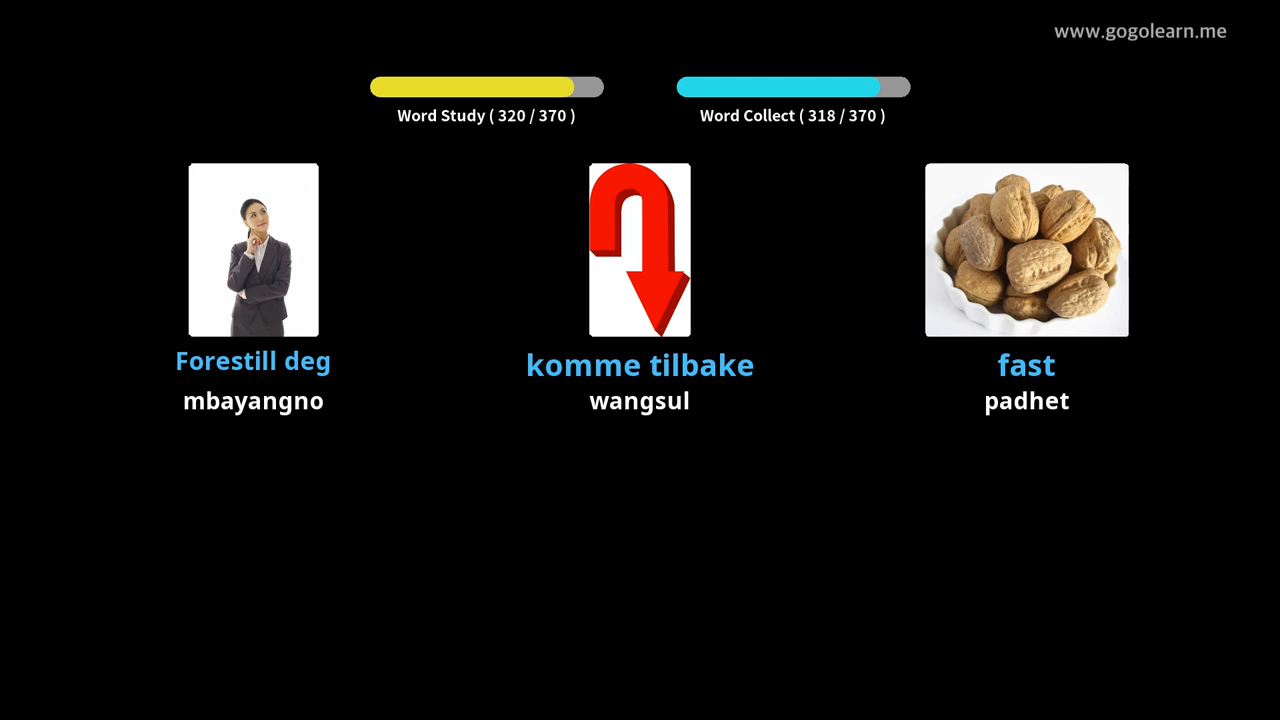 www.gogolearn.me
Word Study ( 320 / 370 )
Word Collect ( 318 / 370 )
Forestill deg
mbayangno
komme tilbake
wangsul
fast
padhet